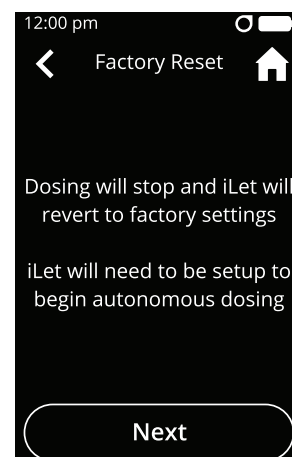 12:00 pm
Factory Reset
Dosing will stop and iLet will
revert to factory settings
iLet will need to be setup to
begin autonomous dosing
Next